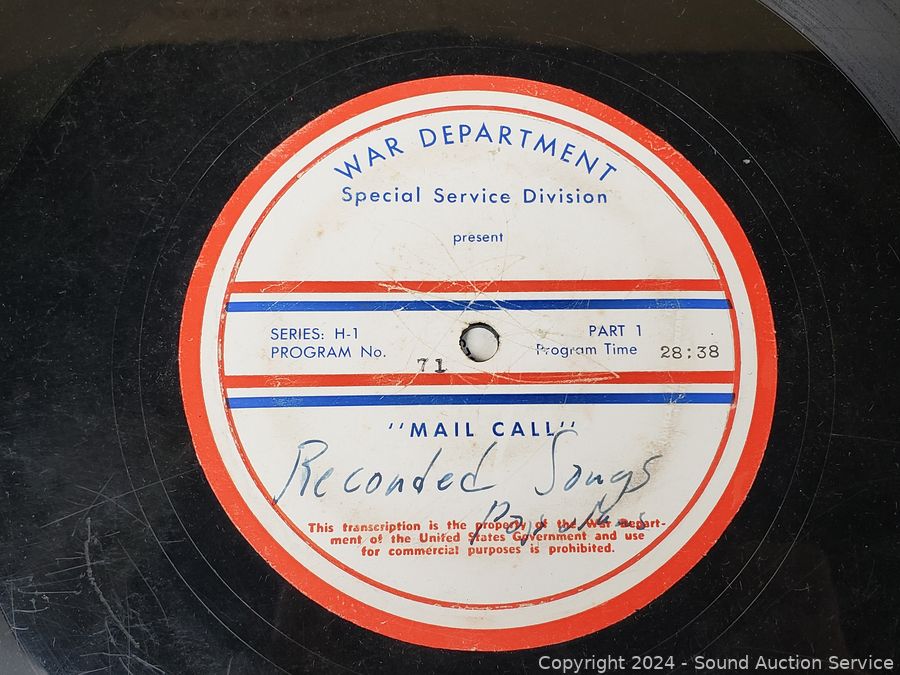 WAR DEPARTMENT
Special Service Division
present
SERIES: H-1
PROGRAM No. 71
PART 1
Program Time 28:38
"MAIL CALL"
Recorded Songs
This transcription is the property of the War Depart-
ment of the United States Government and use
for commercial purposes is prohibited.
Copyright 2024 - Sound Auction Service